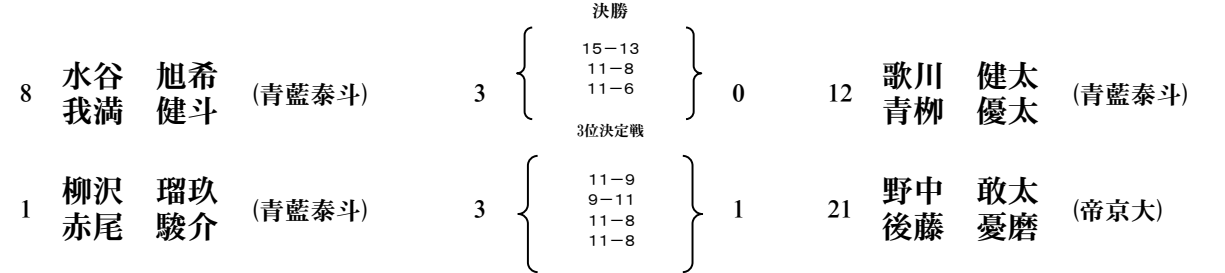 決勝
8 水谷 旭希 我満 健斗 (青藍泰斗) 3
15－13
11－8
11－6
0 12 歌川 健太 青栁 優太 (青藍泰斗)
3位決定戦
1 柳沢 瑠玖 赤尾 駿介 (青藍泰斗) 3
11－9
9－11
11－8
11－8
1 21 野中 敢太 後藤 憂磨 (帝京大)